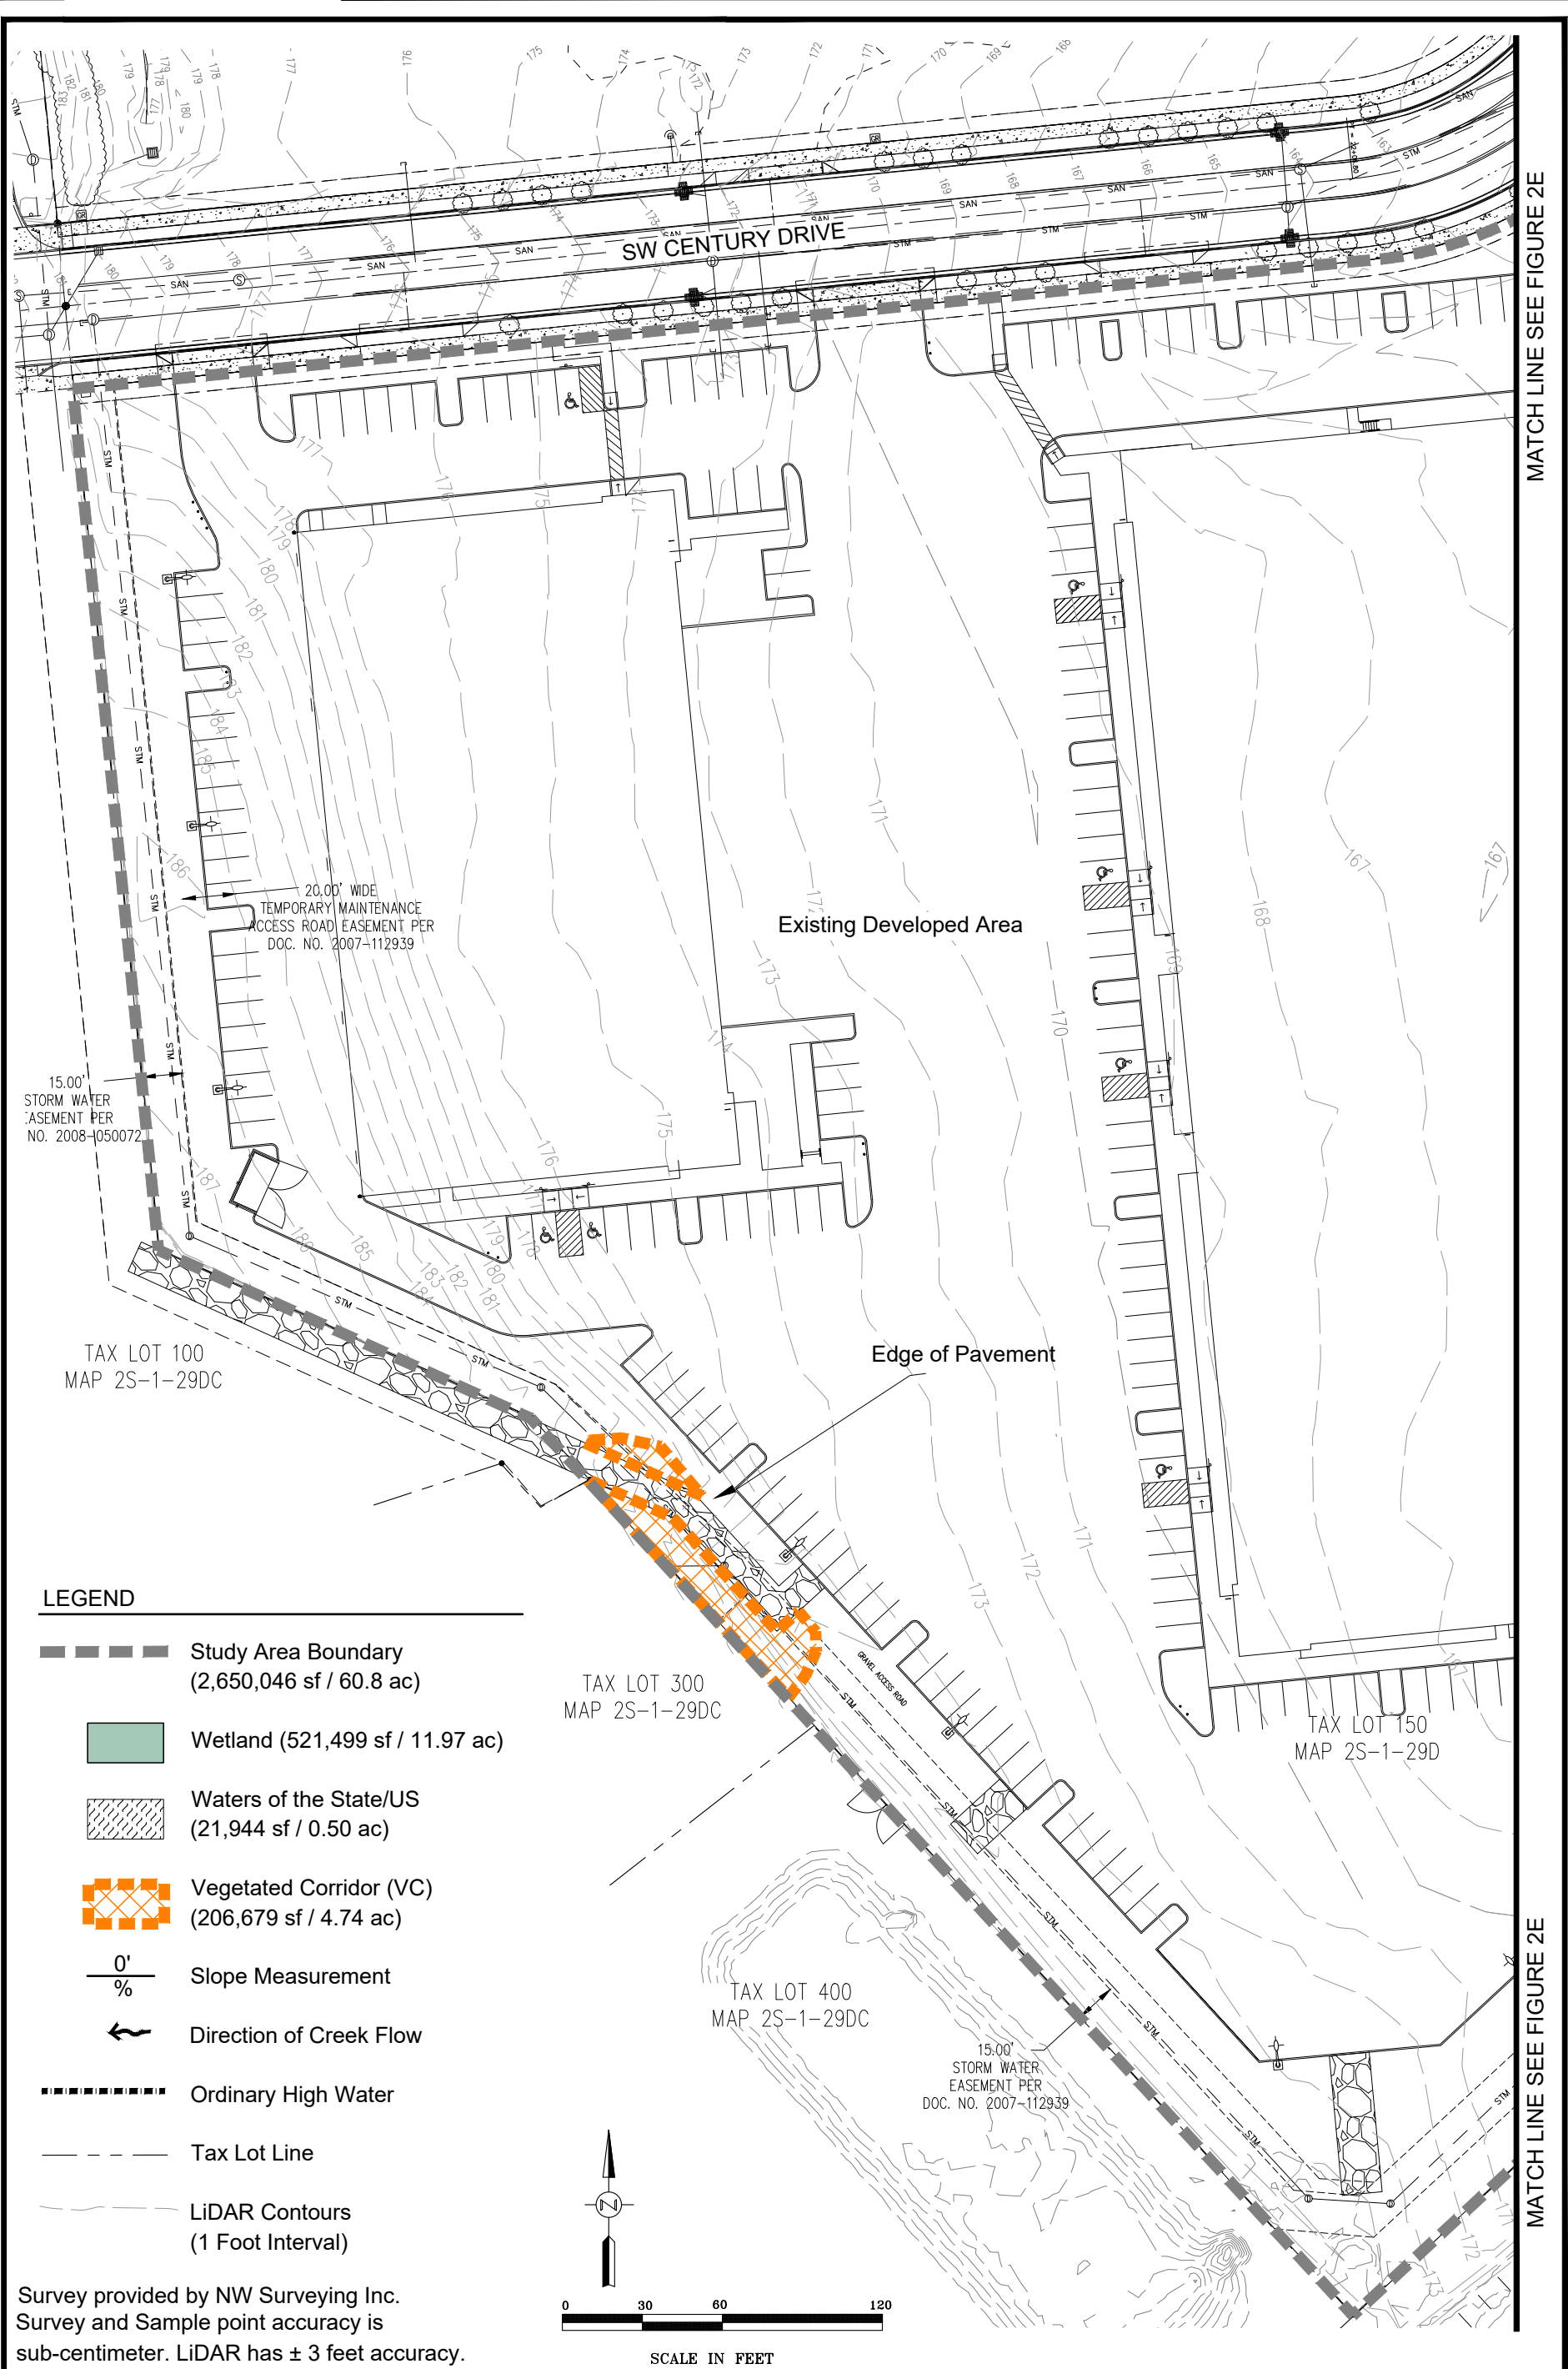 SW CENTURY DRIVE
MATCH LINE SEE FIGURE 2E
20.00' WIDE
TEMPORARY MAINTENANCE
ACCESS ROAD EASEMENT PER
DOC. NO. 2007-112939
Existing Developed Area
15.00'
STORM WATER
EASEMENT PER
NO. 2008-050072
TAX LOT 100
MAP 2S-1-29DC
Edge of Pavement
GRAVEL ACCESS ROAD
TAX LOT 300
MAP 2S-1-29DC
TAX LOT 150
MAP 2S-1-29D
TAX LOT 400
MAP 2S-1-29DC
15.00'
STORM WATER
EASEMENT PER
DOC. NO. 2007-112939
MATCH LINE SEE FIGURE 2E
LEGEND
Study Area Boundary
(2,650,046 sf / 60.8 ac)
Wetland (521,499 sf / 11.97 ac)
Waters of the State/US
(21,944 sf / 0.50 ac)
Vegetated Corridor (VC)
(206,679 sf / 4.74 ac)
0'
%
Slope Measurement
Direction of Creek Flow
Ordinary High Water
Tax Lot Line
LiDAR Contours
(1 Foot Interval)
Survey provided by NW Surveying Inc.
Survey and Sample point accuracy is
sub-centimeter. LiDAR has ± 3 feet accuracy.
N
0 30 60 120
SCALE IN FEET